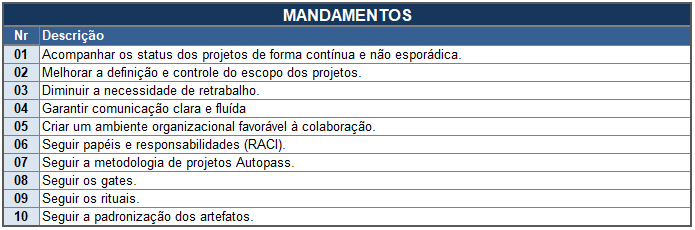 MANDAMENTOS
Nr Descrição
01 Acompanhar os status dos projetos de forma contínua e não esporádica.
02 Melhorar a definição e controle do escopo dos projetos.
03 Diminuir a necessidade de retrabalho.
04 Garantir comunicação clara e fluída
05 Criar um ambiente organizacional favorável à colaboração.
06 Seguir papéis e responsabilidades (RACI).
07 Seguir a metodologia de projetos Autopass.
08 Seguir os gates.
09 Seguir os rituais.
10 Seguir a padronização dos artefatos.